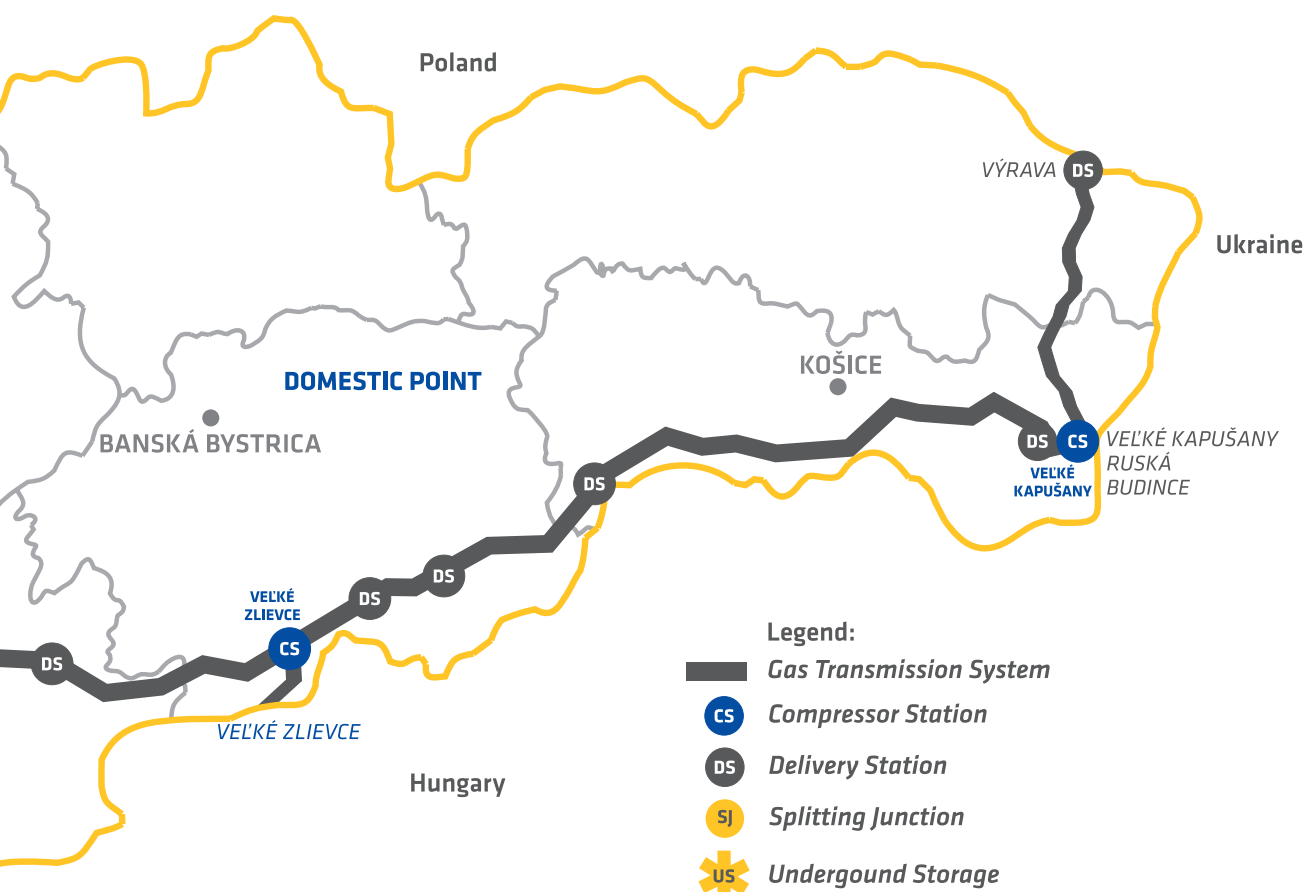 Poland
VÝRAVA
DS
Ukraine
KOŠICE
DOMESTIC POINT
BANSKÁ BYSTRICA
DS
CS
VEĽKÉ KAPUŠANY
RUSKÁ
BUDINCE
VEĽKÉ
KAPUŠANY
DS
DS
DS
VEĽKÉ
ZLIEVCE
CS
DS
VEĽKÉ ZLIEVCE
Hungary
Legend:
Gas Transmission System
CS
Compressor Station
DS
Delivery Station
SJ
Splitting Junction
US
Undergound Storage